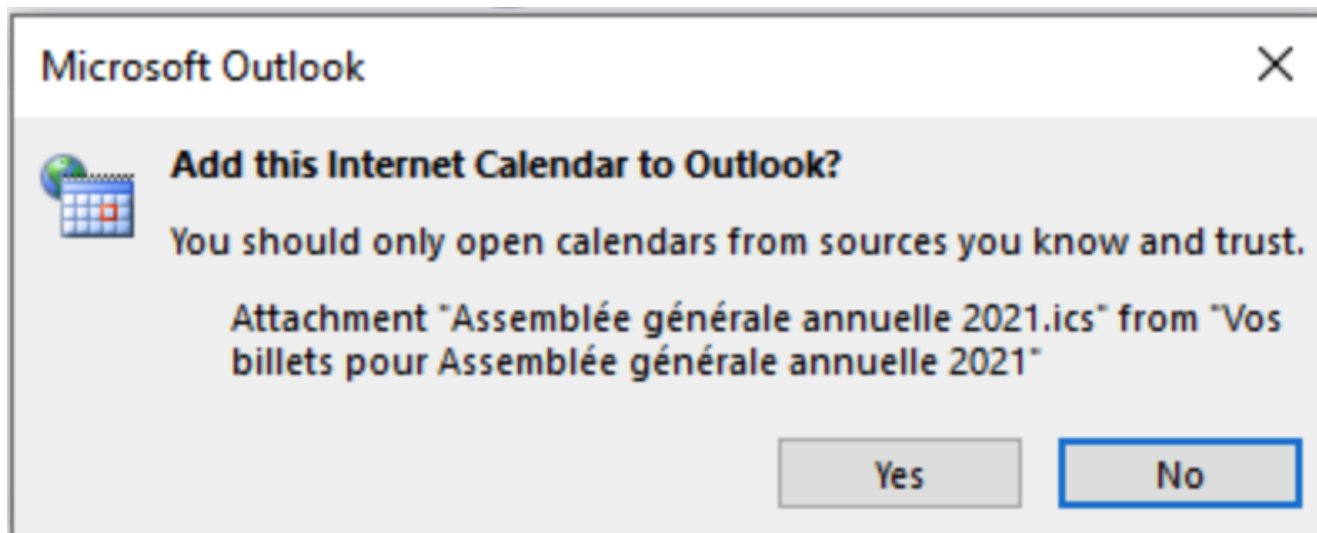 Microsoft Outlook
Add this Internet Calendar to Outlook?
You should only open calendars from sources you know and trust.
Attachment "Assemblée générale annuelle 2021.ics" from "Vos
billets pour Assemblée générale annuelle 2021"
Yes
No